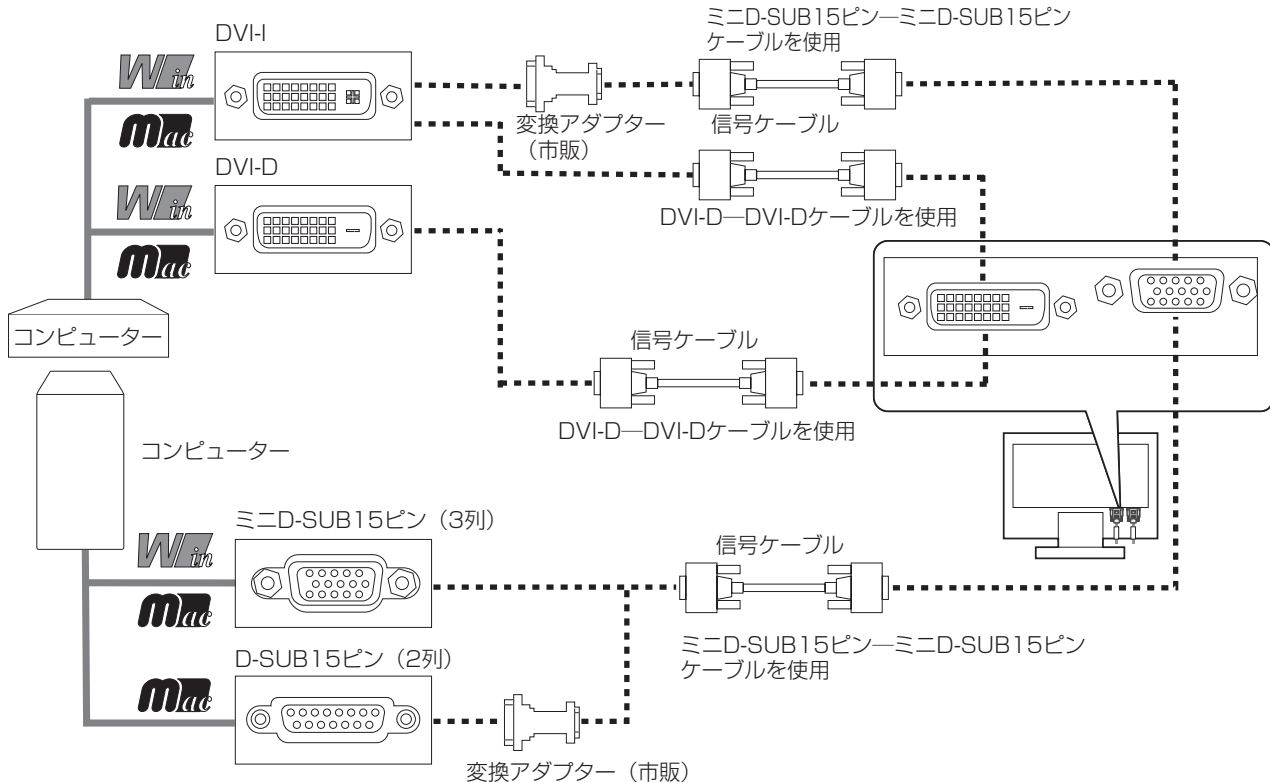 DVI-I
ミニD-SUB15ピン―ミニD-SUB15ピン
ケーブルを使用
Win
Mac
変換アダプター
（市販）
信号ケーブル
DVI-D
Win
Mac
DVI-D―DVI-Dケーブルを使用
コンピューター
信号ケーブル
DVI-D―DVI-Dケーブルを使用
コンピューター
ミニD-SUB15ピン（3列）
Win
Mac
信号ケーブル
ミニD-SUB15ピン―ミニD-SUB15ピン
ケーブルを使用
D-SUB15ピン（2列）
Mac
変換アダプター（市販）